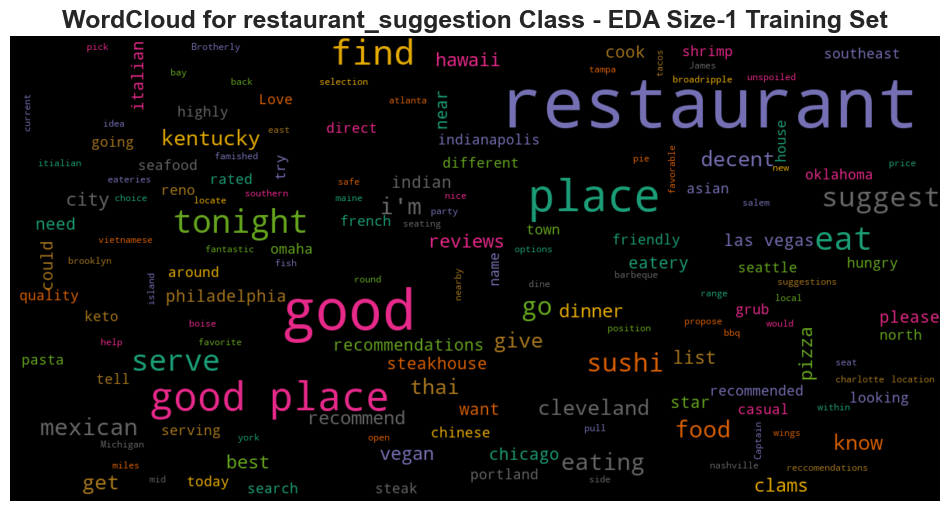 WordCloud for restaurant_suggestion Class - EDA Size-1 Training Set
pick
Brotherly
find
hawaii
cook
shrimp
southeast
italian
bay
back
selection
tampa
James
tacos
broadripple
unspoiled
current
highly
Love
atlanta
near
restaurant
idea
going
kentucky
east
direct
indianapolis
house
itialian
seafood
famished
try
different
pie
favorable
decent
new
price
eateries
rated
indian
oklahoma
city
choice
reno
locate
southern
safe
maine
i'm
nice
place
asian
salem
suggest
need
tonight
french
seating
party
town
vietnamese
fantastic
omaha
reviews
options
friendly
las vegas
eat
could
brooklyn
fish
name
eatery
seattle
hungry
around
island
round
nearby
dine
barbeque
suggestions
quality
philadelphia
good
go
dinner
range
local
grub
please
keto
boise
position
propose
would
bbq
north
help
favorite
recommendations
give
pasta
serve
steakhouse
sushi
list
pizza
seat
tell
thai
charlotte location
good place
recommended
looking
want
cleveland
star
casual
within
mexican
serving
recommend
chinese
pull
food
Captain
wings
know
Michigan
york
open
best
vegan
chicago
eating
nashville
reccomendations
miles
mid
portland
side
get
today
search
steak
clams